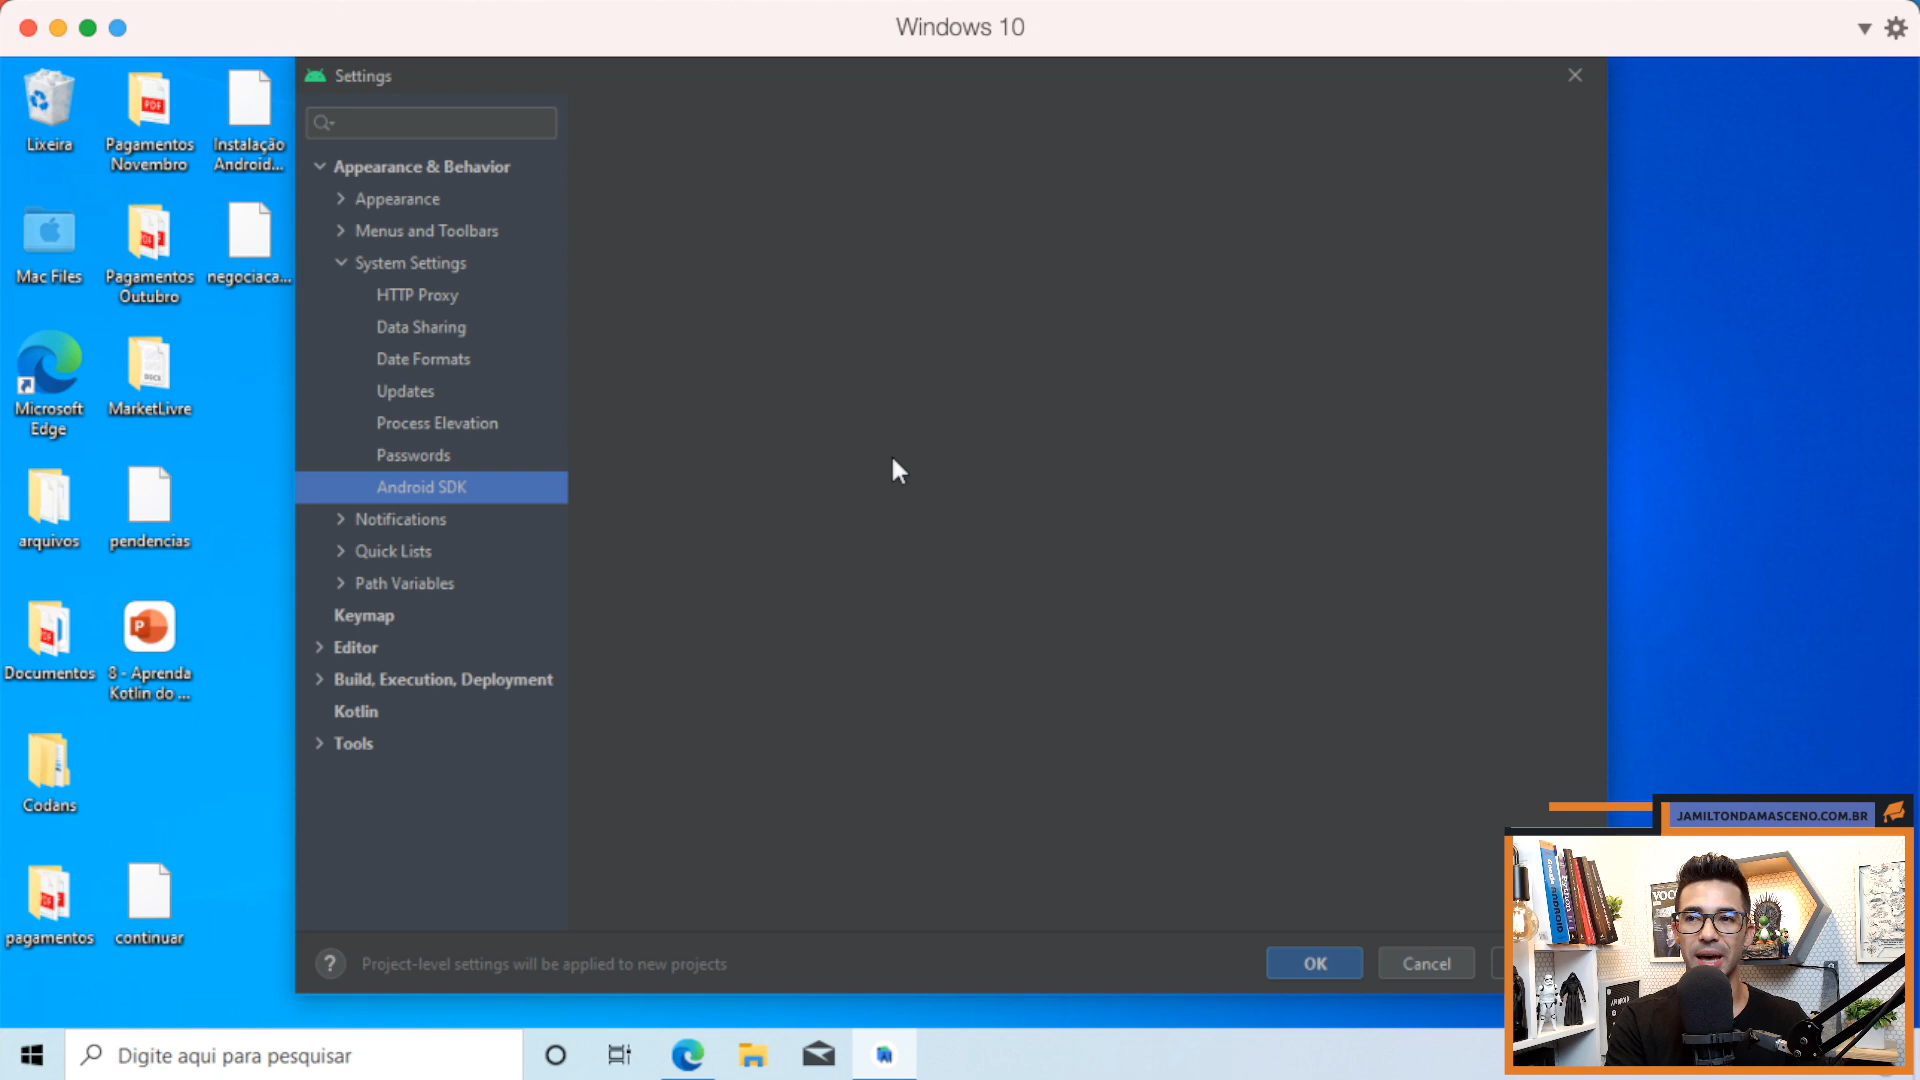 Windows 10
Settings
Lixeira
Pagamentos
Novembro
Instalação
Android...
Mac Files
Pagamentos
Outubro
negociaca...
Microsoft
Edge
MarketLivre
arquivos
pendencias
Documentos
8 - Aprenda
Kotlin do ...
Codans
pagamentos
continuar
Appearance & Behavior
Appearance
Menus and Toolbars
System Settings
HTTP Proxy
Data Sharing
Date Formats
Updates
Process Elevation
Passwords
Android SDK
Notifications
Quick Lists
Path Variables
Keymap
Editor
Build, Execution, Deployment
Kotlin
Tools
? Project-level settings will be applied to new projects
OK
Cancel
JAMILTONDAMASCENO.COM.BR
Digite aqui para pesquisar